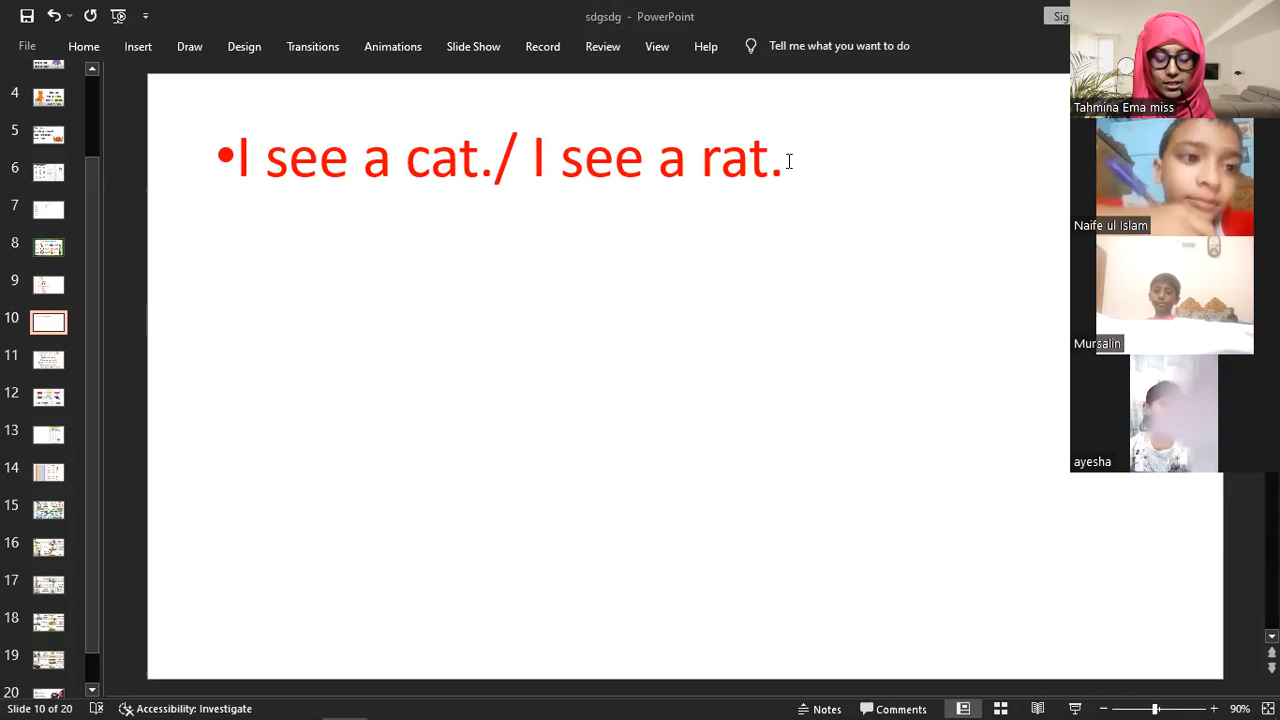 sdgsdg - PowerPoint
Sig
File Home Insert Draw Design Transitions Animations Slide Show Record Review View Help Tell me what you want to do
Tahmina Ema miss
Naife ul Islam
Mursalin
ayesha
•I see a cat./ I see a rat.
4
5
6
7
8
9
10
11
12
13
14
15
16
17
18
19
20
Slide 10 of 20 Accessibility: Investigate Notes Comments 90%